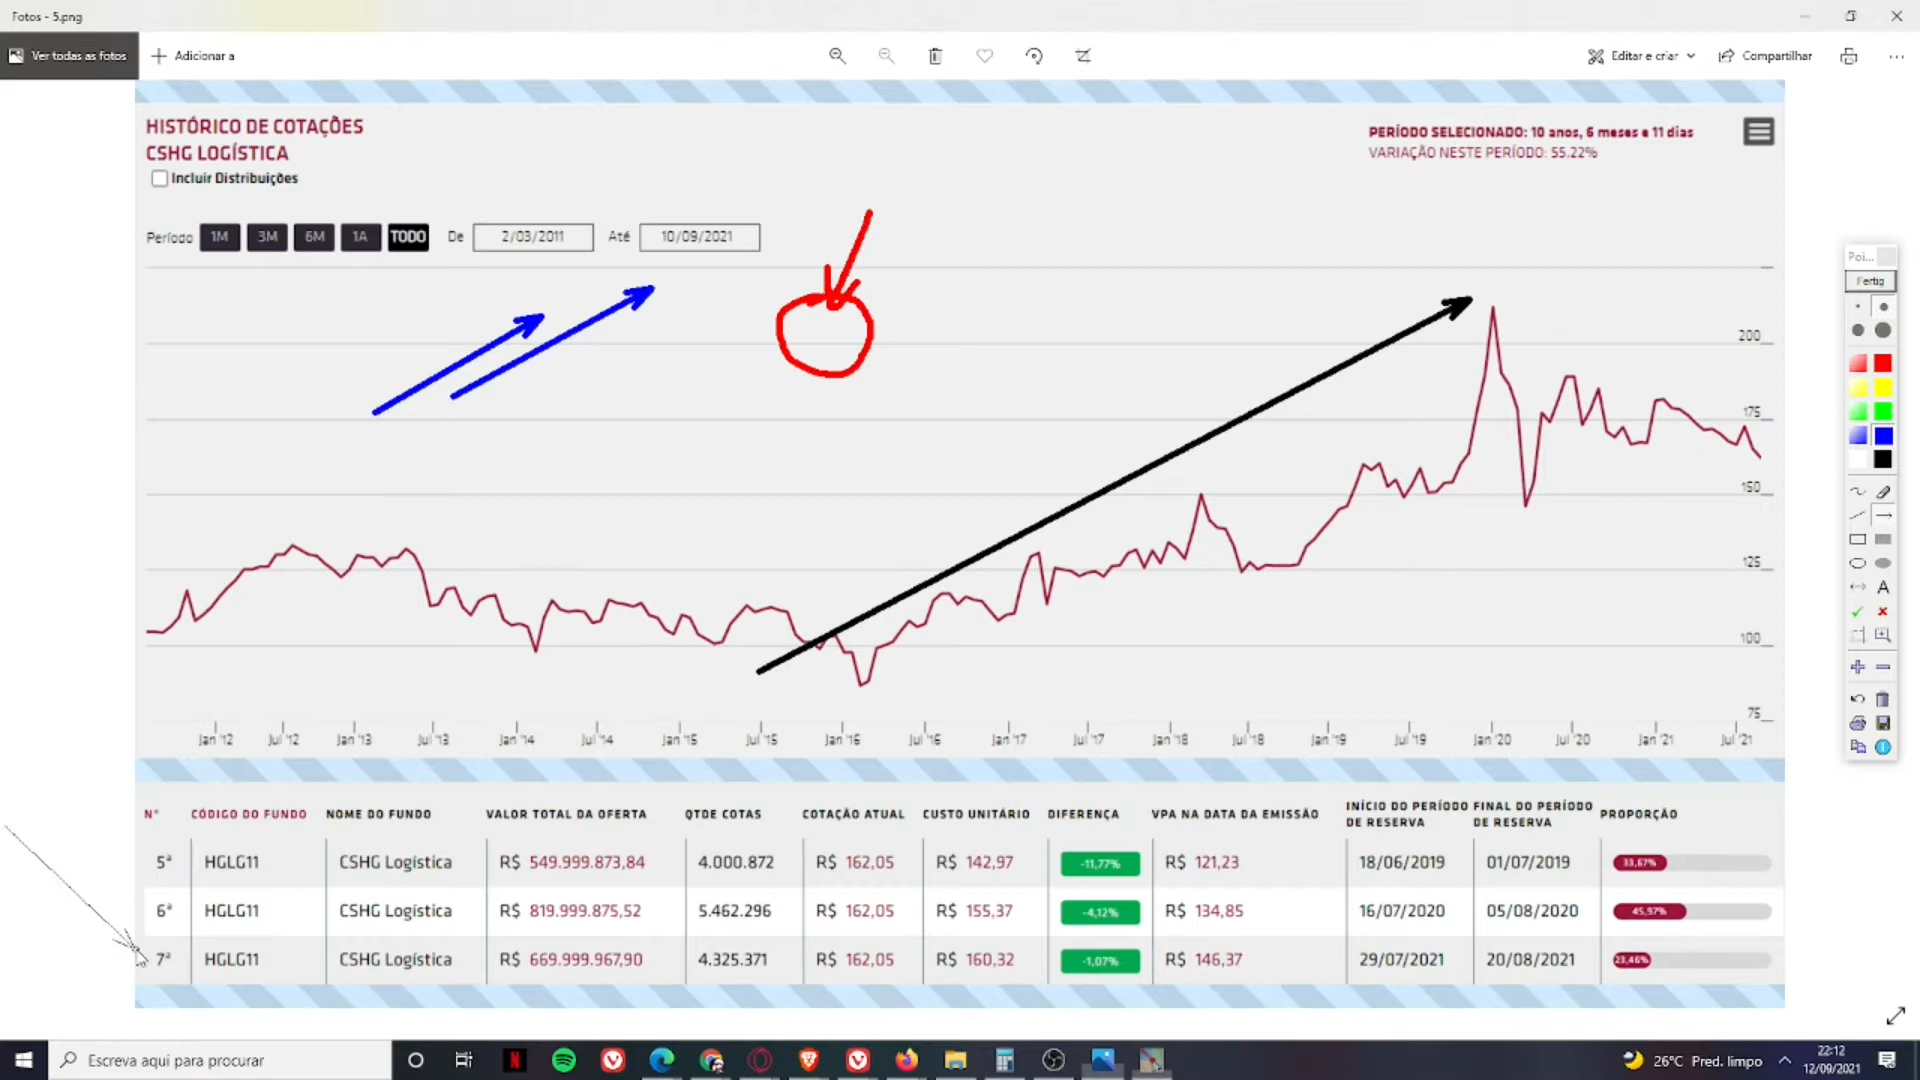 Fotos - 5.png
Ver todas as fotos
Adicionar a
Editar e criar
Compartilhar
HISTÓRICO DE COTAÇÕES
CSHG LOGÍSTICA
Incluir Distribuições
PERÍODO SELECIONADO: 10 anos, 6 meses e 11 dias
VARIAÇÃO NESTE PERÍODO: 55.22%
Período 1M 3M 6M 1A TODO De 2/03/2011 Até 10/09/2021
Poi...
Fertig
200
175
150
125
100
75
Jan '12 Jul '12 Jan '13 Jul '13 Jan '14 Jul '14 Jan '15 Jul '15 Jan '16 Jul '16 Jan '17 Jul '17 Jan '18 Jul '18 Jan '19 Jul '19 Jan '20 Jul '20 Jan '21 Jul '21
A
Nº CÓDIGO DO FUNDO NOME DO FUNDO VALOR TOTAL DA OFERTA QTDE COTAS COTAÇÃO ATUAL CUSTO UNITÁRIO DIFERENÇA VPA NA DATA DA EMISSÃO INÍCIO DO PERÍODO DE RESERVA FINAL DO PERÍODO DE RESERVA PROPORÇÃO
5ª HGLG11 CSHG Logística R$ 549.999.873,84 4.000.872 R$ 162,05 R$ 142,97 -11,77% R$ 121,23 18/06/2019 01/07/2019 33,67%
6ª HGLG11 CSHG Logística R$ 819.999.875,52 5.462.296 R$ 162,05 R$ 155,37 -4,12% R$ 134,85 16/07/2020 05/08/2020 45,97%
7ª HGLG11 CSHG Logística R$ 669.999.967,90 4.325.371 R$ 162,05 R$ 160,32 -1,07% R$ 146,37 29/07/2021 20/08/2021 23,46%
Escreva aqui para procurar
26°C Pred. limpo
22:12
12/09/2021